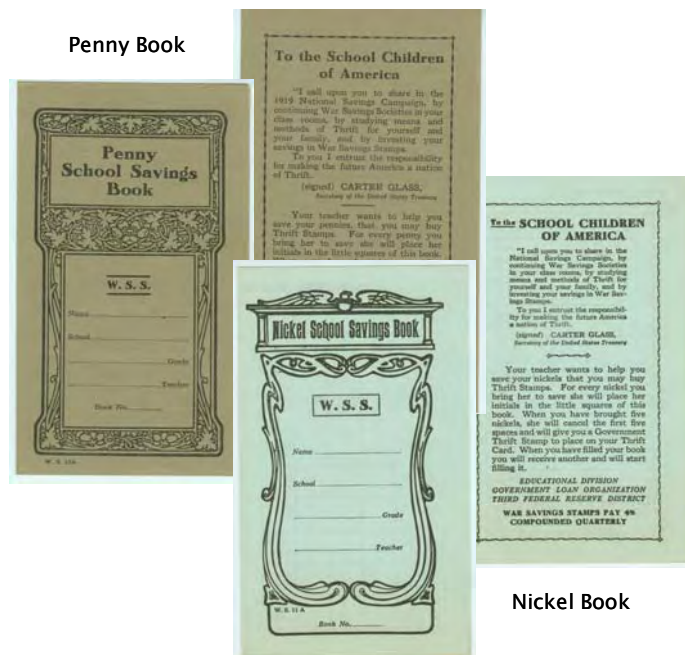 Penny Book
Penny
School Savings
Book
W. S. S.
Name
School
Grade
Teacher
Book No.
W. S.
To the School Children
of America
"I call upon you to share in the
1919 National Savings Campaign, by
continuing War Savings Societies in your
class rooms, by studying means and
methods of Thrift for yourself and
your family, and by investing your
savings in War Savings Stamps.
To you I entrust the responsibility
for making the future America a nation
of Thrift.
(signed) CARTER GLASS,
Secretary of the United States Treasury
Your teacher wants to help you
save your pennies, that you may buy
Thrift Stamps. For every penny you
bring her to save she will place her
initials in the little squares of this book.
Nickel School Savings Book
W. S. S.
Name
School
Grade
Teacher
W. S. 11 A
Book No.
To the SCHOOL CHILDREN
OF AMERICA
"I call upon you to share in the
National Savings Campaign, by
continuing War Savings Societies
in your class rooms, by studying
means and methods of Thrift for
yourself and your family, and by
investing your savings in War Sav-
ings Stamps.
To you I entrust the responsibil-
ity for making the future America
a nation of Thrift.
(signed) CARTER GLASS,
Secretary of the United States Treasury
Your teacher wants to help you
save your nickels that you may buy
Thrift Stamps. For every nickel you
bring her to save she will place her
initials in the little squares of this
book. When you have brought five
nickels, she will cancel the first five
spaces and will give you a Government
Thrift Stamp to place on your Thrift
Card. When you have filled your book
you will receive another and will start
filling it.
EDUCATIONAL DIVISION
GOVERNMENT LOAN ORGANIZATION
THIRD FEDERAL RESERVE DISTRICT
WAR SAVINGS STAMPS PAY 4%
COMPOUNDED QUARTERLY
Nickel Book